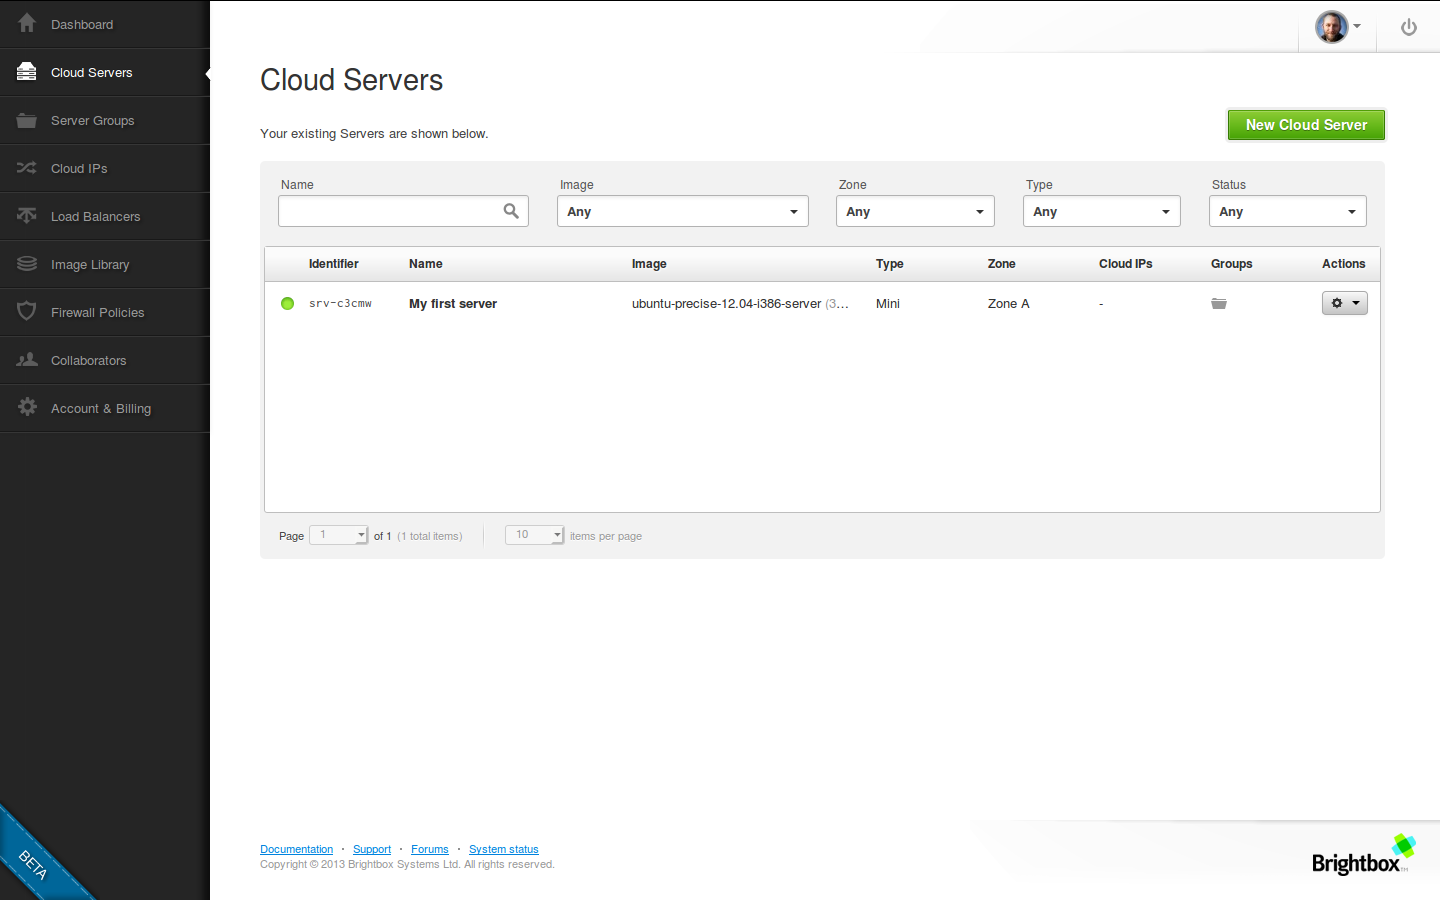 Dashboard
Cloud Servers
Server Groups
Cloud IPs
Load Balancers
Image Library
Firewall Policies
Collaborators
Account & Billing
BETA
Cloud Servers
Your existing Servers are shown below.
New Cloud Server
Name Image Zone Type Status
Any Any Any Any
Identifier Name Image Type Zone Cloud IPs Groups Actions
srv-c3cmw My first server ubuntu-precise-12.04-i386-server (3... Mini Zone A -
Page 1 of 1 (1 total items) 10 items per page
Documentation · Support · Forums · System status
Copyright © 2013 Brightbox Systems Ltd. All rights reserved.
Brightbox™